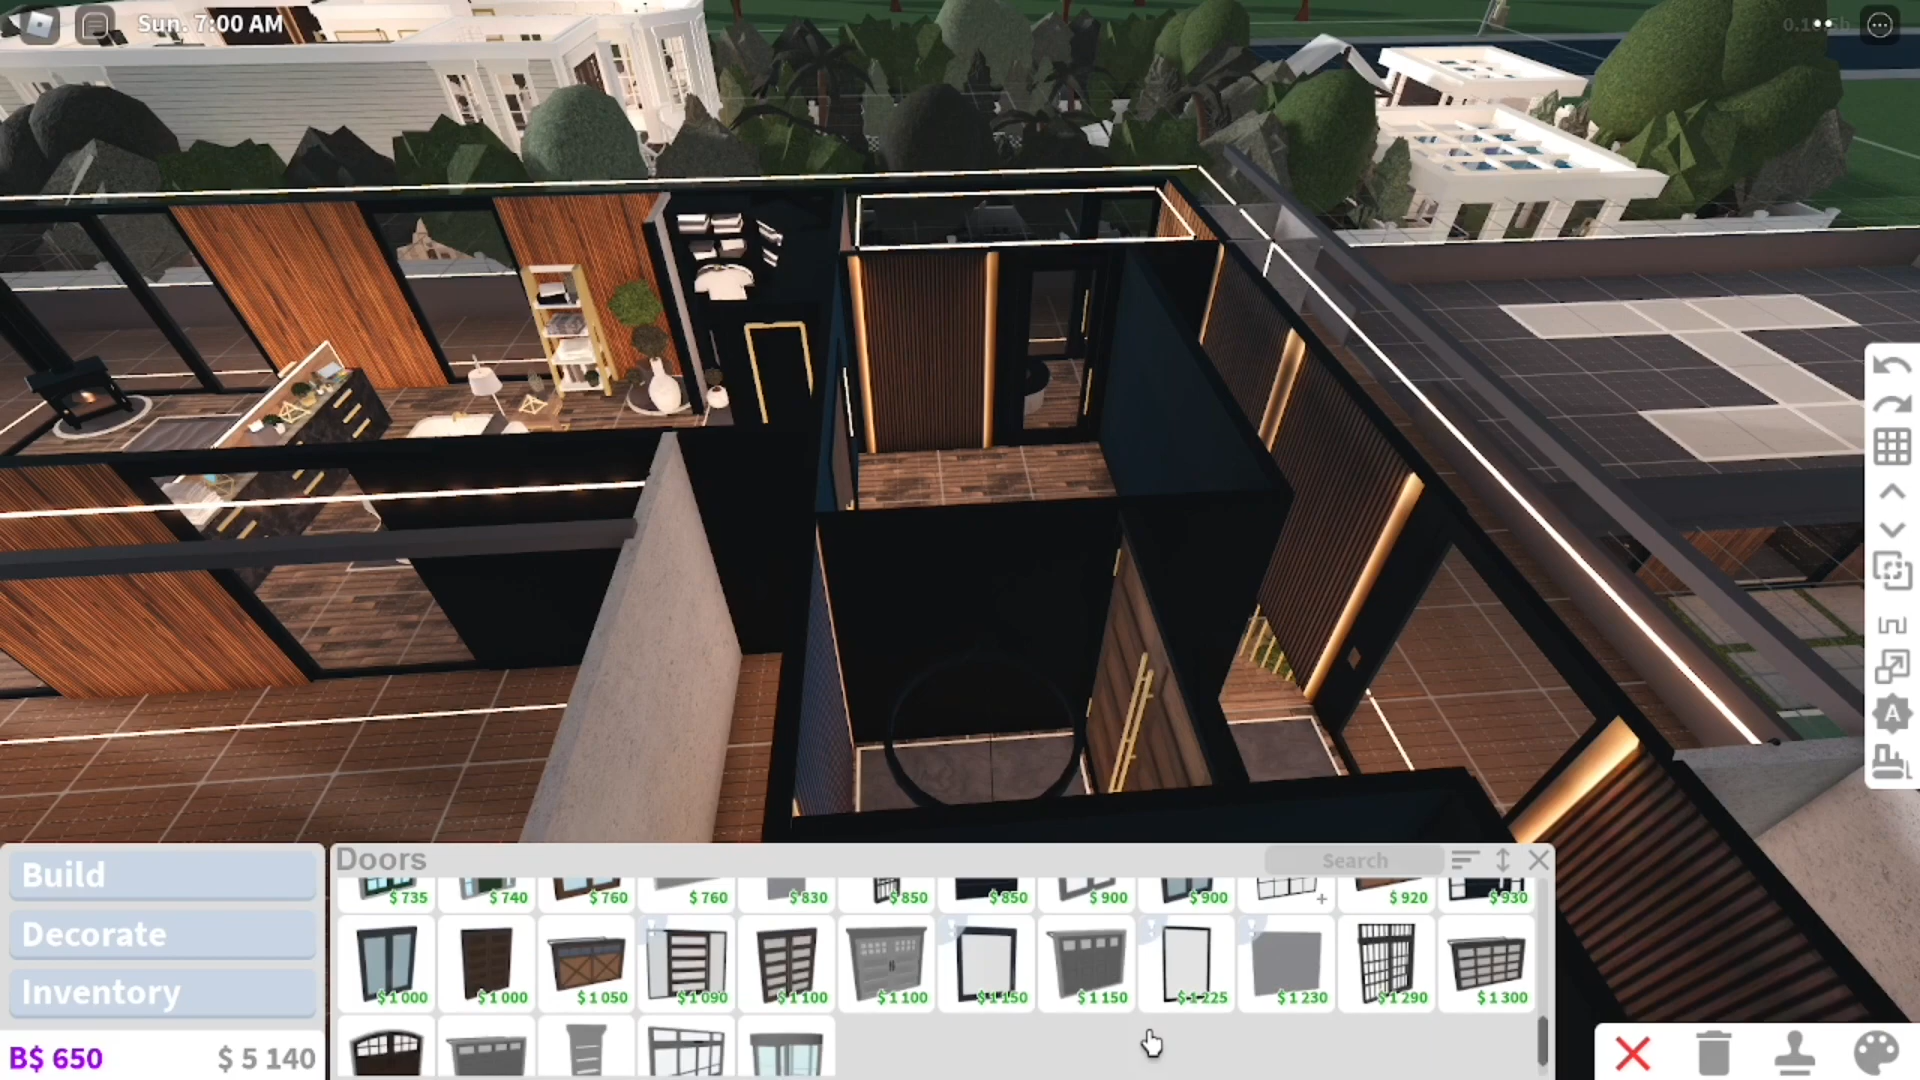 Sun. 7:00 AM
Doors
Search
$ 735
$ 740
$ 760
$ 760
$ 830
$ 850
$ 850
$ 900
$ 900
+
$ 920
$ 930
$ 1 000
$ 1 000
$ 1 050
$ 1 090
$ 1 100
$ 1 100
$ 1 150
$ 1 150
$ 1 225
$ 1 230
$ 1 290
$ 1 300
Build
Decorate
Inventory
B$ 650
$ 5 140
A